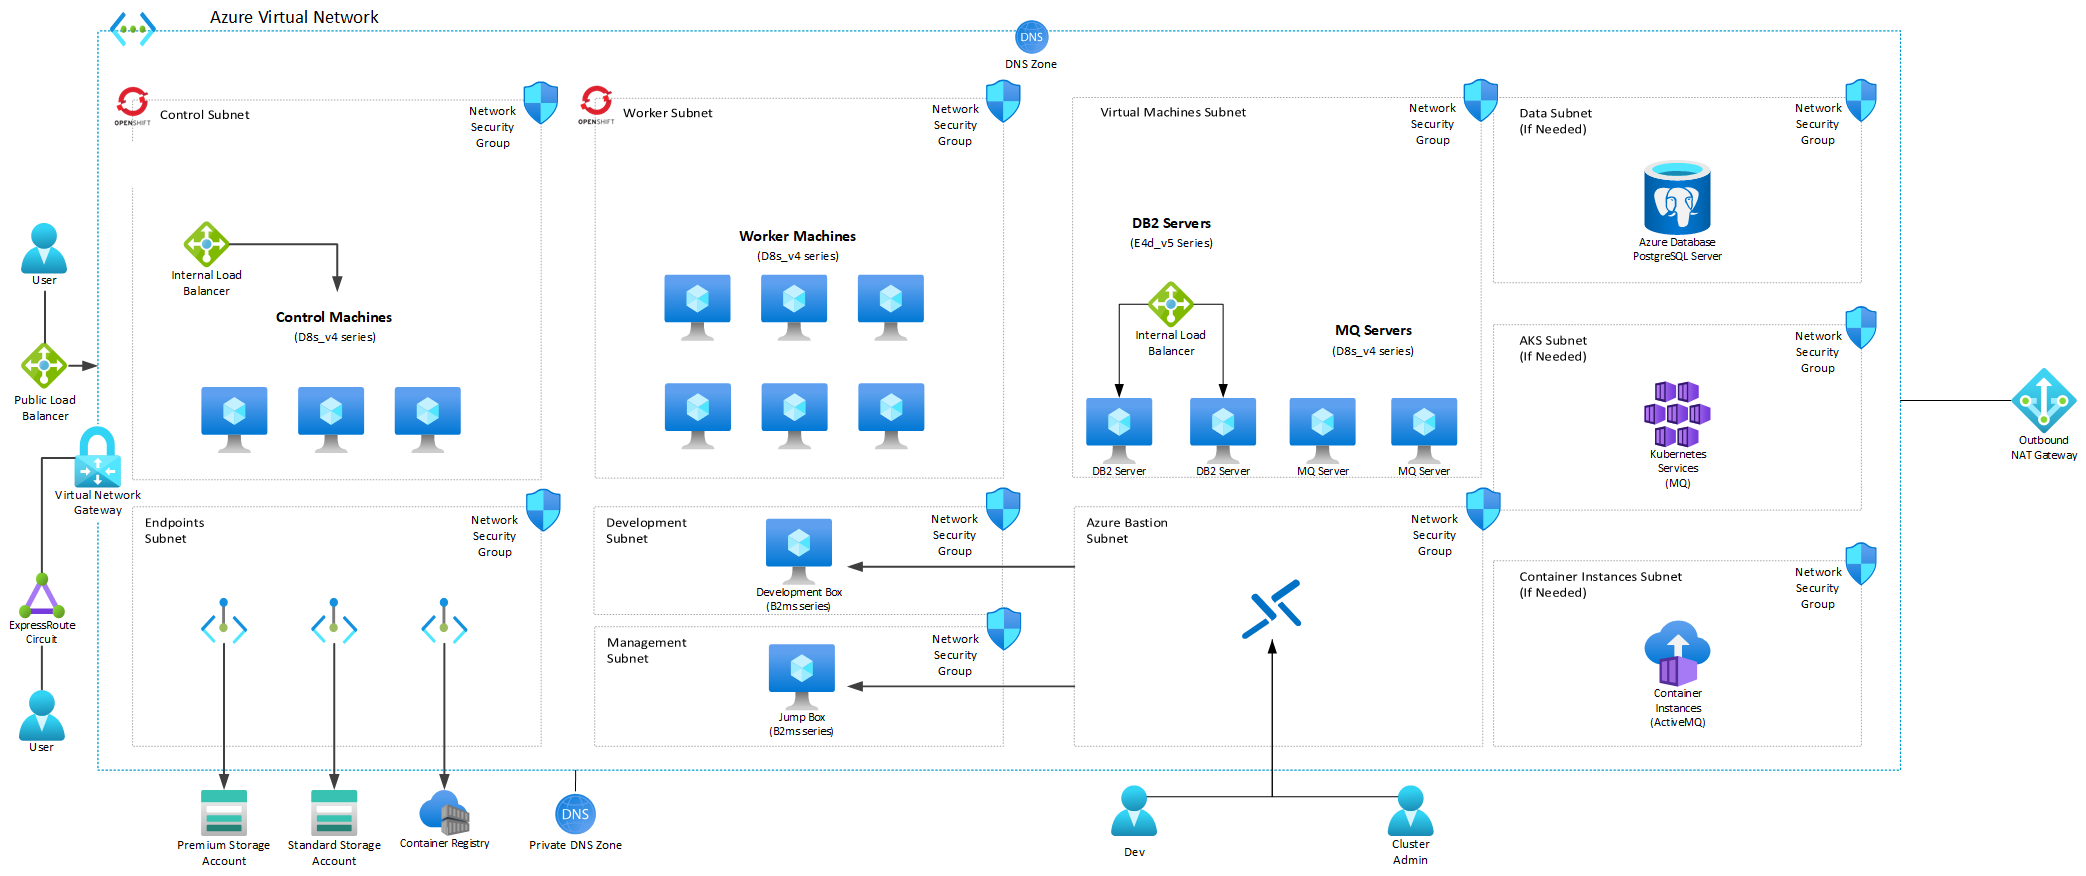 Azure Virtual Network
DNS
DNS Zone
OPENSHIFT
Control Subnet
Network
Security
Group
OPENSHIFT
Worker Subnet
Network
Security
Group
Virtual Machines Subnet
Network
Security
Group
Data Subnet
(If Needed)
Network
Security
Group
Azure Database
PostgreSQL Server
User
Public Load
Balancer
Internal Load
Balancer
Control Machines
(D8s_v4 series)
Worker Machines
(D8s_v4 series)
DB2 Servers
(E4d_v5 Series)
Internal Load
Balancer
MQ Servers
(D8s_v4 series)
DB2 Server
DB2 Server
MQ Server
MQ Server
AKS Subnet
(If Needed)
Network
Security
Group
Kubernetes
Services
(MQ)
Outbound
NAT Gateway
Virtual Network
Gateway
ExpressRoute
Circuit
User
Endpoints
Subnet
Network
Security
Group
Development
Subnet
Network
Security
Group
Development Box
(B2ms series)
Management
Subnet
Network
Security
Group
Jump Box
(B2ms series)
Azure Bastion
Subnet
Network
Security
Group
Container Instances Subnet
(If Needed)
Network
Security
Group
Container
Instances
(ActiveMQ)
Premium Storage
Account
Standard Storage
Account
Container Registry
DNS
Private DNS Zone
Dev
Cluster
Admin